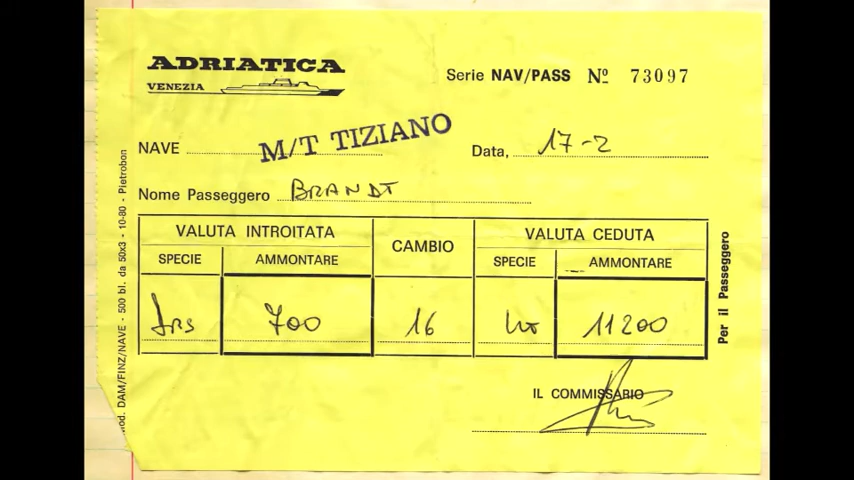 ADRIATICA
VENEZIA
Serie NAV/PASS Nº 73097
NAVE M/T TIZIANO
Data, 17-2
Nome Passeggero BRANDT
VALUTA INTROITATA CAMBIO VALUTA CEDUTA
SPECIE AMMONTARE SPECIE AMMONTARE
700 16 11200
IL COMMISSARIO
Per il Passeggero
mod. DAM/FINZ/NAVE - 500 bl. da 50x3 - 10-80 - Pietrobon